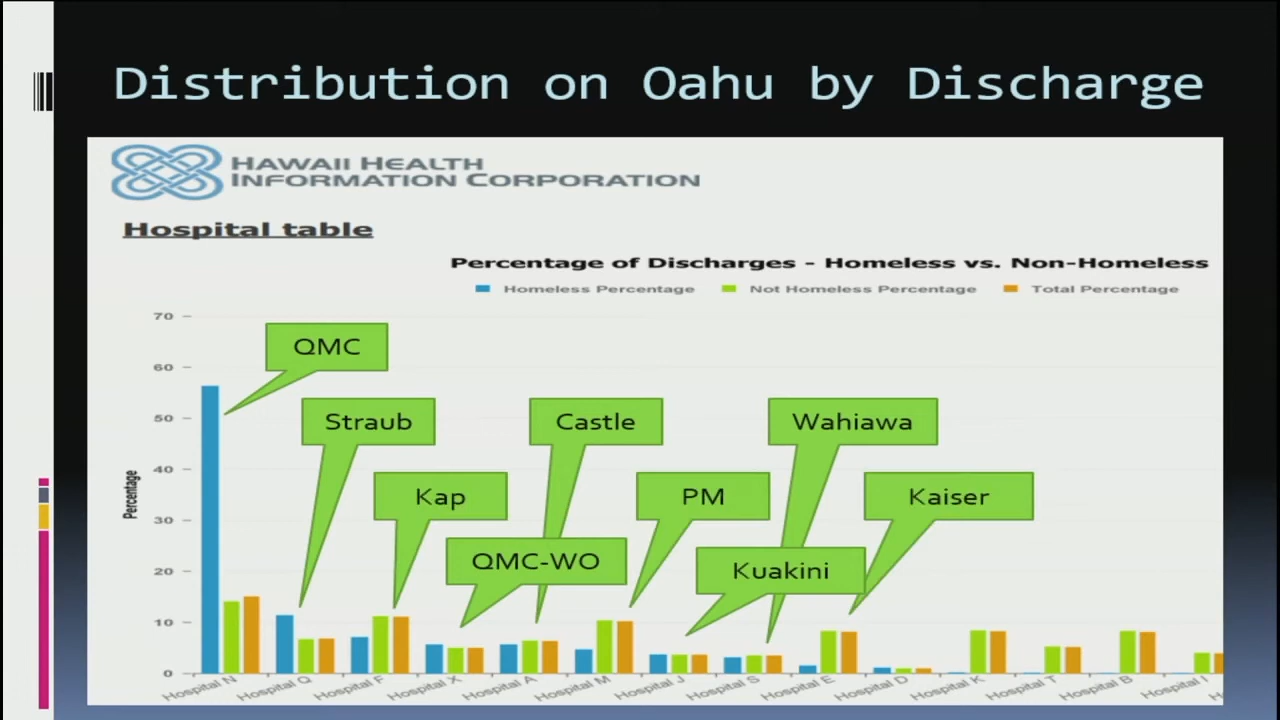 Distribution on Oahu by Discharge
HAWAII HEALTH
INFORMATION CORPORATION
Hospital table
Percentage of Discharges - Homeless vs. Non-Homeless
Homeless Percentage Not Homeless Percentage Total Percentage
70
60
50
40
30
20
10
0
Percentage
QMC
Straub
Castle
Wahiawa
Kap
PM
Kaiser
QMC-WO
Kuakini
Hospital N Hospital Q Hospital F Hospital X Hospital A Hospital M Hospital J Hospital S Hospital E Hospital D Hospital K Hospital T Hospital B Hospital I